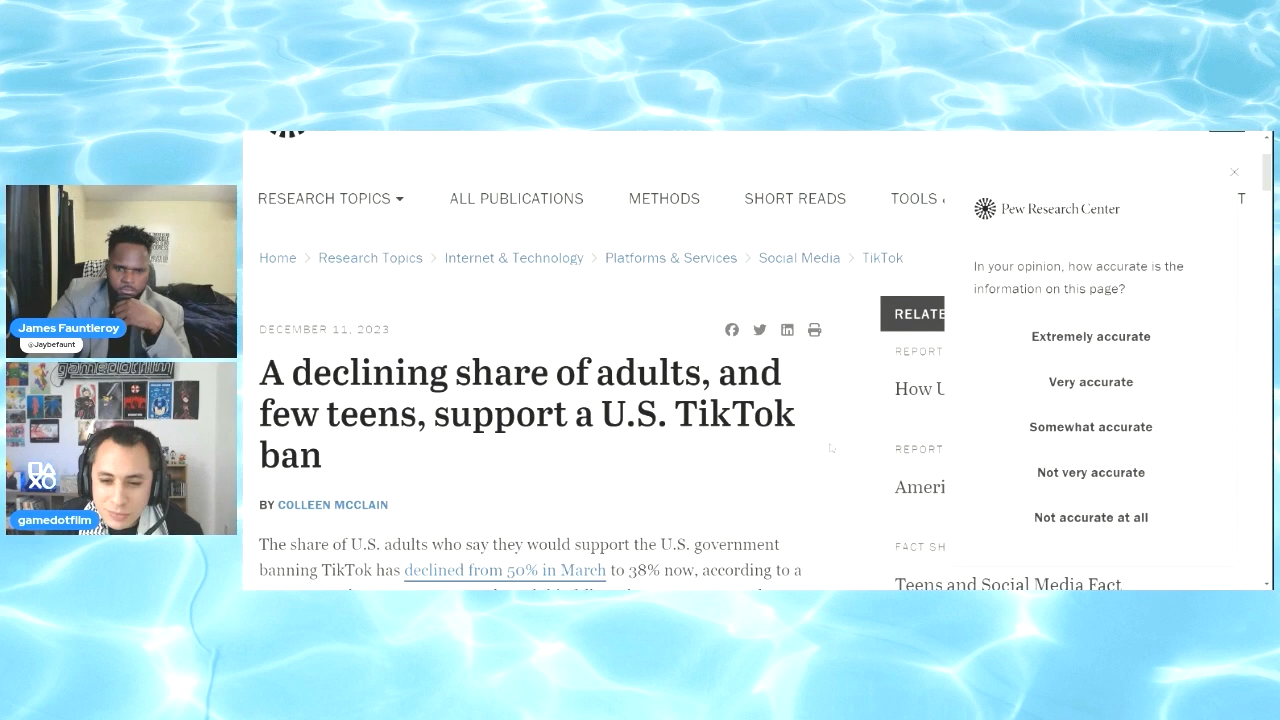 RESEARCH TOPICS
ALL PUBLICATIONS
METHODS
SHORT READS
TOOLS &
T
Home > Research Topics > Internet & Technology > Platforms & Services > Social Media > TikTok
DECEMBER 11, 2023
A declining share of adults, and
few teens, support a U.S. TikTok
ban
BY COLLEEN MCCLAIN
The share of U.S. adults who say they would support the U.S. government
banning TikTok has declined from 50% in March to 38% now, according to a
RELATE
REPORT
How U
REPORT
Ameri
FACT SH
Teens and Social Media Fact
Pew Research Center
In your opinion, how accurate is the
information on this page?
Extremely accurate
Very accurate
Somewhat accurate
Not very accurate
Not accurate at all
James Fauntleroy
@Jaybefaunt
gamedotfilm
gamedotfilm